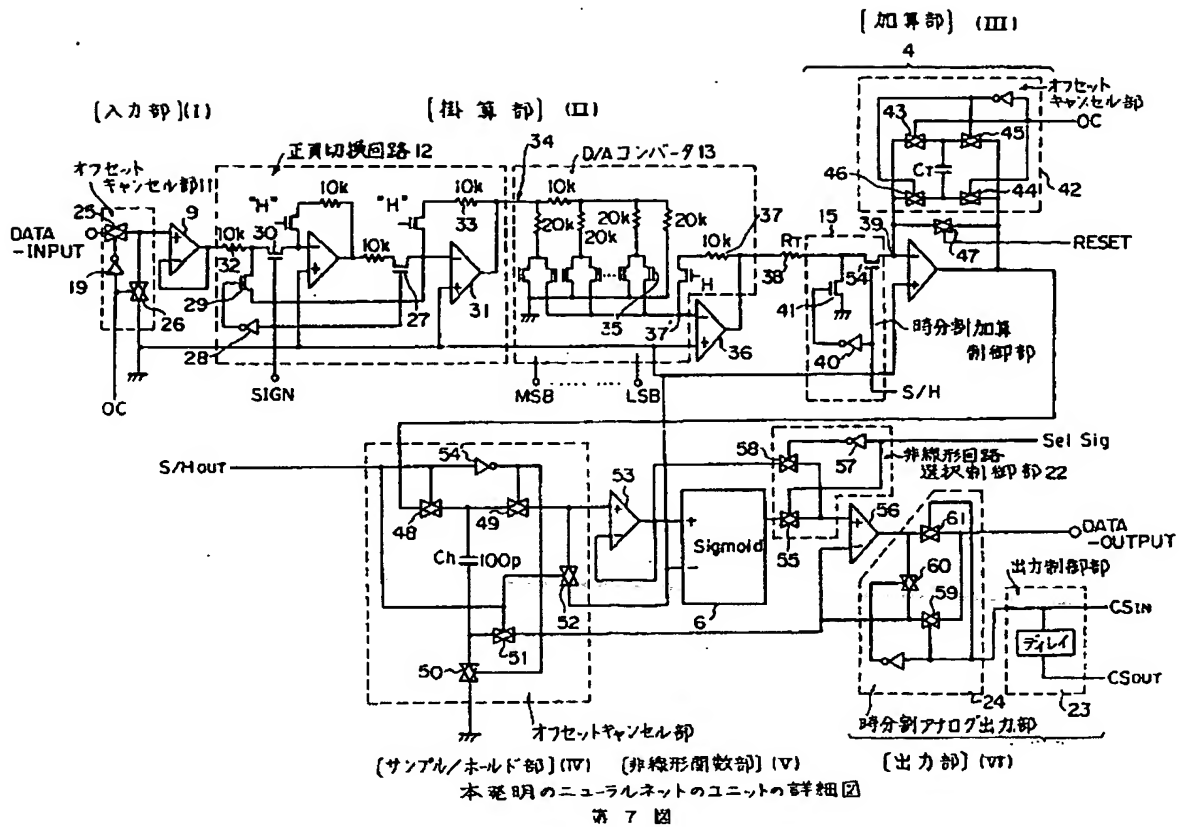 [加算部] (III)
4
[入力部](I)
[掛算部] (II)
オフセット
キャンセル部
43
45
OC
CT
46
44
42
正負切換回路12
34
D/Aコンバータ13
オフセット
キャンセル部11
25
DATA
-INPUT
9
"H"
10k
"H"
10k
10k
33
20k
20k
20k
20k
10k
37
15
39
47
RESET
10k
30
32
10k
RT
38
54
19
29
26
27
31
H
41
28
35
37'
36
40
時分割加算
制御部
OC
SIGN
MSB
LSB
S/H
S/HOUT
54
58
57
Sel Sig
非線形回路
選択制御部22
48
49
53
+
Sigmoid
-
55
56
61
DATA
-OUTPUT
Ch
100p
52
60
出力制御部
6
59
CSIN
51
ディレイ
50
CSOUT
24
23
オフセットキャンセル部
時分割アナログ出力部
[サンプル/ホールド部](IV)
[非線形関数部](V)
[出力部](VI)
本発明のニューラルネットのユニットの詳細図
第7図